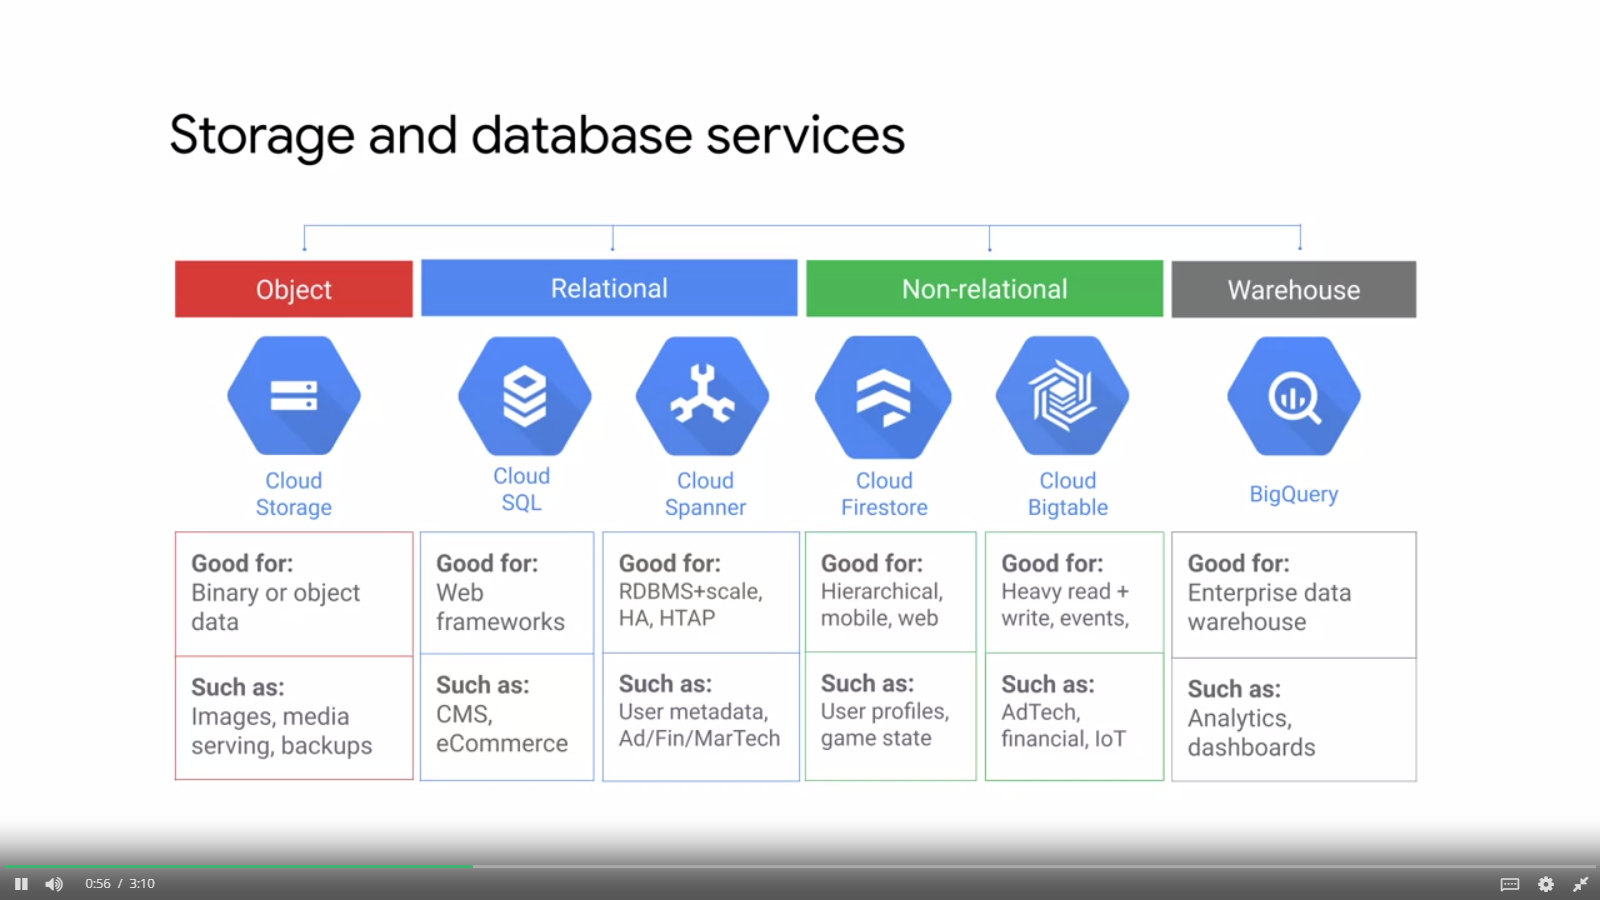 Storage and database services
Object
Relational
Non-relational
Warehouse
Cloud
Storage
Cloud
SQL
Cloud
Spanner
Cloud
Firestore
Cloud
Bigtable
BigQuery
Good for:
Binary or object
data
Good for:
Web
frameworks
Good for:
RDBMS+scale,
HA, HTAP
Good for:
Hierarchical,
mobile, web
Good for:
Heavy read +
write, events,
Good for:
Enterprise data
warehouse
Such as:
Images, media
serving, backups
Such as:
CMS,
eCommerce
Such as:
User metadata,
Ad/Fin/MarTech
Such as:
User profiles,
game state
Such as:
AdTech,
financial, IoT
Such as:
Analytics,
dashboards
0:56 / 3:10